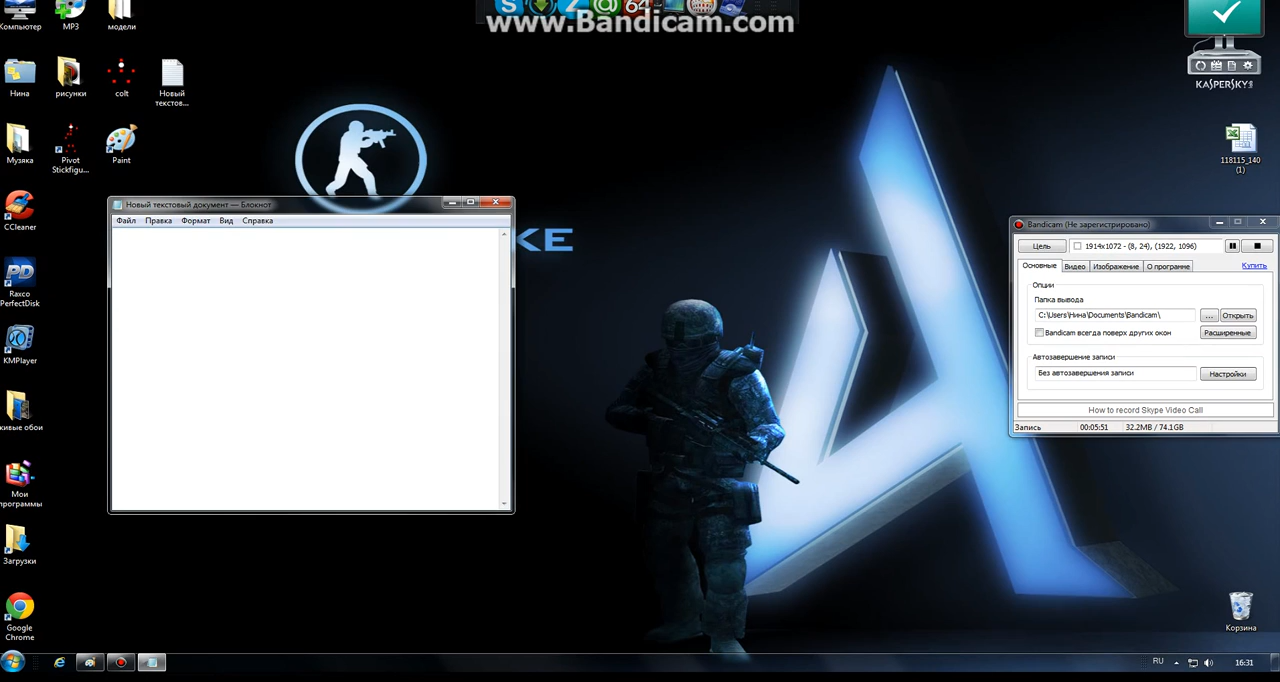 www.Bandicam.com
64
Компьютер
MP3
модели
Нина
рисунки
colt
Новый
текстов...
KASPERSKY
Музяка
Pivot
Stickfigu...
Paint
118115_140
(1)
CCleaner
Новый текстовый документ — Блокнот
Файл Правка Формат Вид Справка
KE
Bandicam (Не зарегистрировано)
Цель
1914x1072 - (8, 24), (1922, 1096)
Основные Видео Изображение О программе Купить
Опции
Папка вывода
C:\Users\Нина\Documents\Bandicam\
... Открыть
Bandicam всегда поверх других окон
Расширенные
Автозавершение записи
Без автозавершения записи
Настройки
How to record Skype Video Call
Запись 00:05:51 32.2MB / 74.1GB
PD
Raxco
PerfectDisk
KMPlayer
живые обои
Мои
программы
Загрузки
Google
Chrome
Корзина
RU
16:31